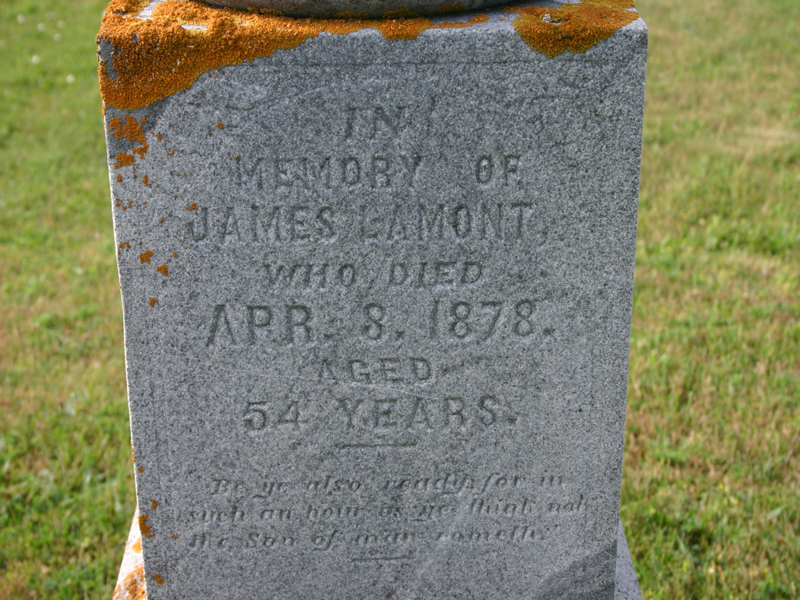 IN
MEMORY OF
JAMES LAMONT.
WHO DIED
APR. 8. 1878.
AGED
54 YEARS.
Be ye also ready: for in
such an hour as ye think not
the Son of man cometh.